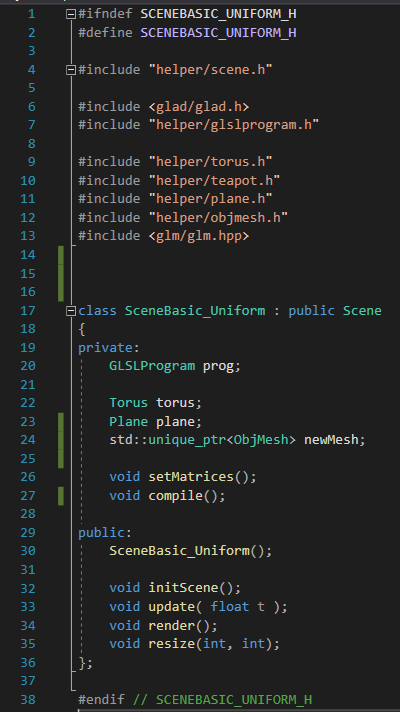 1 #ifndef SCENEBASIC_UNIFORM_H
2 #define SCENEBASIC_UNIFORM_H
3
4 #include "helper/scene.h"
5
6 #include <glad/glad.h>
7 #include "helper/glslprogram.h"
8
9 #include "helper/torus.h"
10 #include "helper/teapot.h"
11 #include "helper/plane.h"
12 #include "helper/objmesh.h"
13 #include <glm/glm.hpp>
14
15
16
17 class SceneBasic_Uniform : public Scene
18 {
19 private:
20     GLSLProgram prog;
21
22     Torus torus;
23     Plane plane;
24     std::unique_ptr<ObjMesh> newMesh;
25
26     void setMatrices();
27     void compile();
28
29 public:
30     SceneBasic_Uniform();
31
32     void initScene();
33     void update( float t );
34     void render();
35     void resize(int, int);
36 };
37
38 #endif // SCENEBASIC_UNIFORM_H